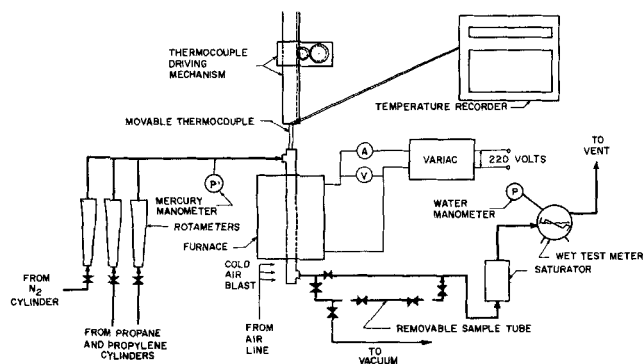 THERMOCOUPLE
DRIVING
MECHANISM
TEMPERATURE RECORDER
MOVABLE THERMOCOUPLE
TO
VENT
A
VARIAC
220 VOLTS
V
P
MERCURY
MANOMETER
ROTAMETERS
WATER
MANOMETER
P
FURNACE
WET TEST METER
COLD
AIR
BLAST
SATURATOR
FROM
N2
CYLINDER
FROM
AIR
LINE
REMOVABLE SAMPLE TUBE
FROM PROPANE
AND PROPYLENE
CYLINDERS
TO
VACUUM